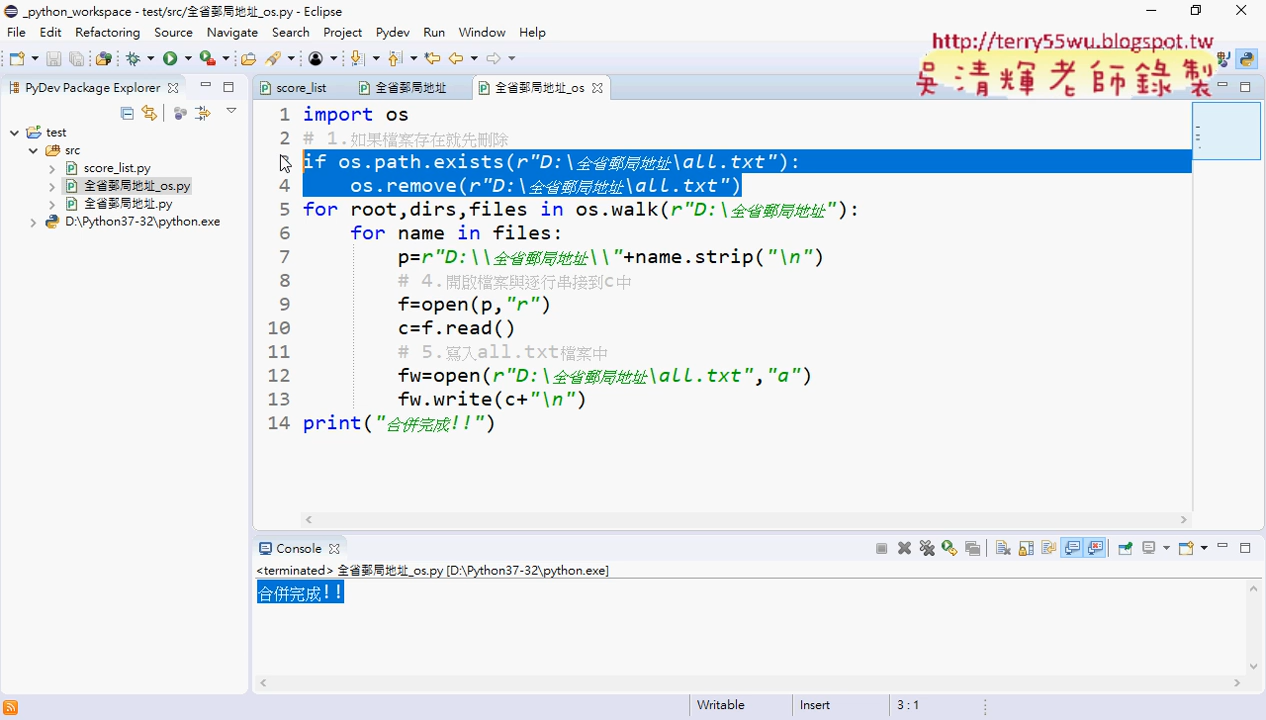 _python_workspace - test/src/全省郵局地址_os.py - Eclipse
File Edit Refactoring Source Navigate Search Project Pydev Run Window Help
http://terry55wu.blogspot.tw
吳清輝老師錄製
PyDev Package Explorer
score_list 全省郵局地址 全省郵局地址_os
test
src
score_list.py
全省郵局地址_os.py
全省郵局地址.py
D:\Python37-32\python.exe
1 import os
2 # 1.如果檔案存在就先刪除
if os.path.exists(r"D:\全省郵局地址\all.txt"):
4 os.remove(r"D:\全省郵局地址\all.txt")
5 for root,dirs,files in os.walk(r"D:\全省郵局地址"):
6 for name in files:
7 p=r"D:\\全省郵局地址\\"+name.strip("\n")
8 # 4.開啟檔案與逐行串接到c中
9 f=open(p,"r")
10 c=f.read()
11 # 5.寫入all.txt檔案中
12 fw=open(r"D:\全省郵局地址\all.txt","a")
13 fw.write(c+"\n")
14 print("合併完成!!")
Console
<terminated> 全省郵局地址_os.py [D:\Python37-32\python.exe]
合併完成!!
Writable Insert 3 : 1